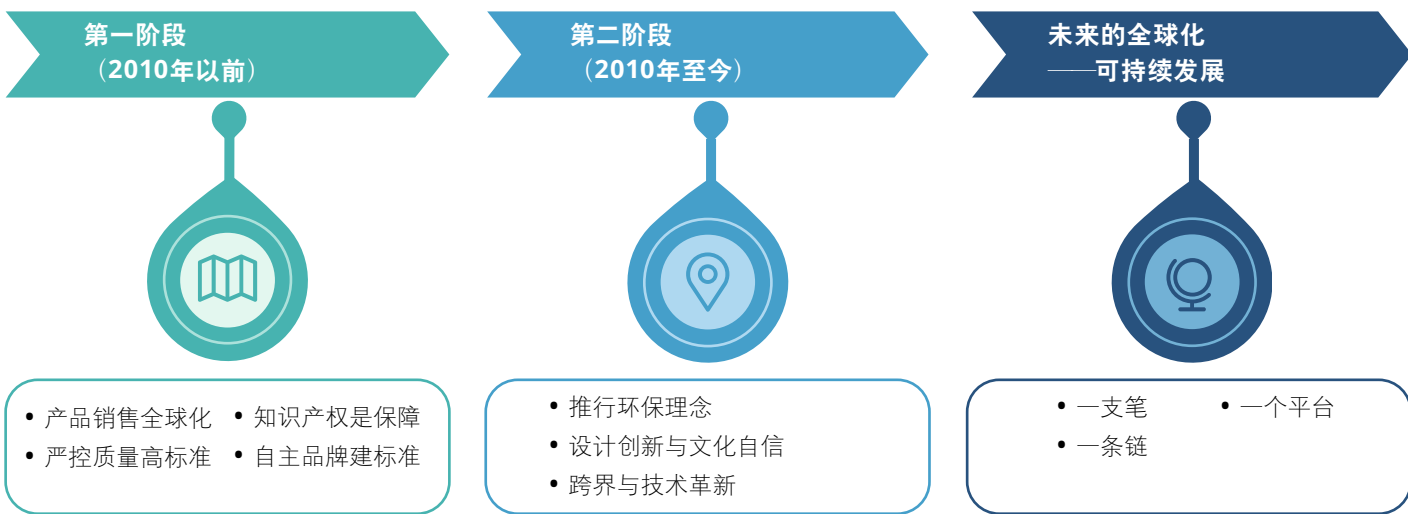 第一阶段
（2010年以前）
第二阶段
（2010年至今）
未来的全球化
——可持续发展
• 产品销售全球化 • 知识产权是保障
• 严控质量高标准 • 自主品牌建标准
• 推行环保理念
• 设计创新与文化自信
• 跨界与技术革新
• 一支笔 • 一个平台
• 一条链